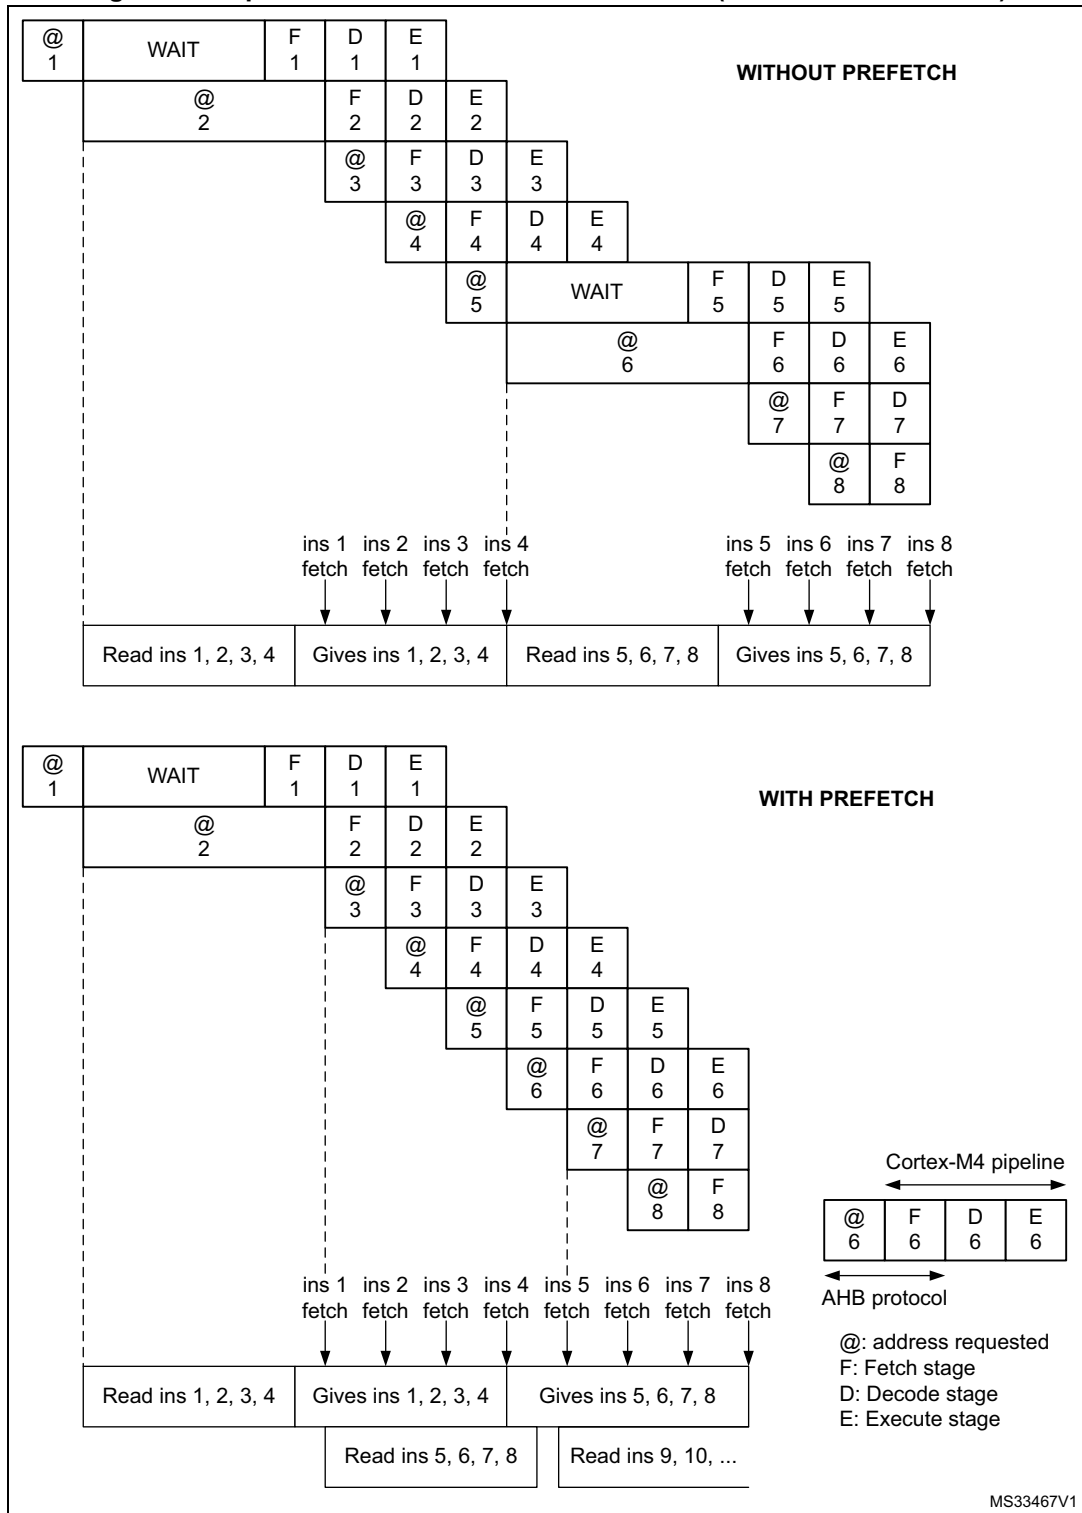 @ WAIT F D E
1 1 1 1
WITHOUT PREFETCH
@ F D E
2 2 2 2
@ F D E
3 3 3 3
@ F D E
4 4 4 4
@ WAIT F D E
5 5 5 5
@ F D E
6 6 6 6
@ F D
7 7 7
@ F
8 8
ins 1 ins 2 ins 3 ins 4 ins 5 ins 6 ins 7 ins 8
fetch fetch fetch fetch fetch fetch fetch fetch
Read ins 1, 2, 3, 4 Gives ins 1, 2, 3, 4 Read ins 5, 6, 7, 8 Gives ins 5, 6, 7, 8
@ WAIT F D E
1 1 1 1
WITH PREFETCH
@ F D E
2 2 2 2
@ F D E
3 3 3 3
@ F D E
4 4 4 4
@ F D E
5 5 5 5
@ F D E
6 6 6 6
@ F D
7 7 7
@ F
8 8
Cortex-M4 pipeline
@ F D E
6 6 6 6
AHB protocol
ins 1 ins 2 ins 3 ins 4 ins 5 ins 6 ins 7 ins 8
fetch fetch fetch fetch fetch fetch fetch fetch
@: address requested
F: Fetch stage
D: Decode stage
E: Execute stage
Read ins 1, 2, 3, 4 Gives ins 1, 2, 3, 4 Gives ins 5, 6, 7, 8
Read ins 5, 6, 7, 8 Read ins 9, 10, ...
MS33467V1